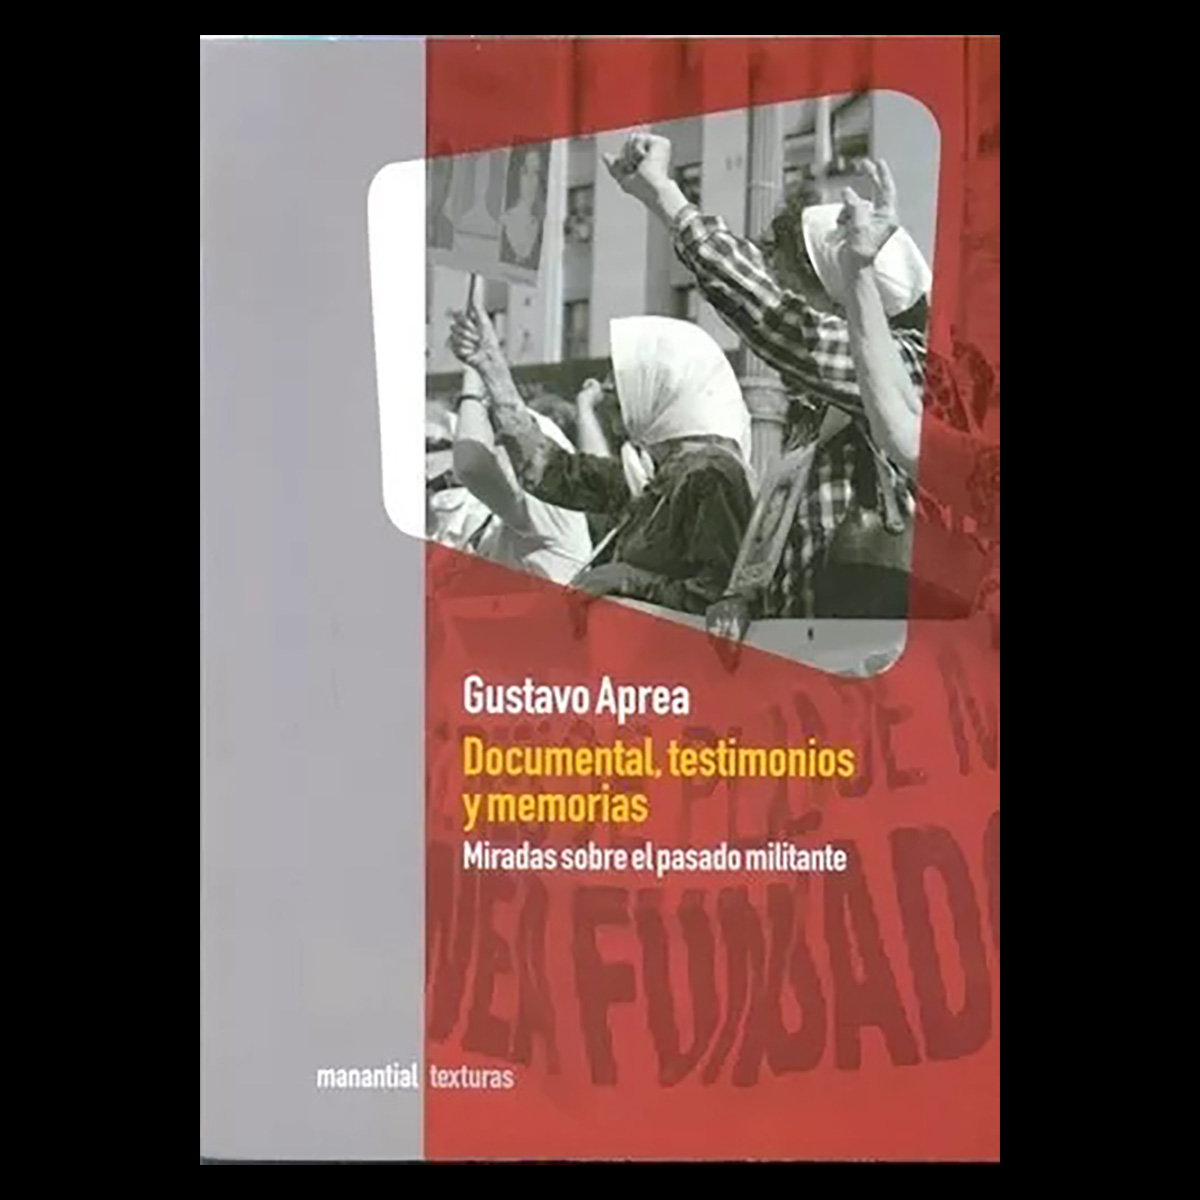 Gustavo Aprea
Documental, testimonios
y memorias
Miradas sobre el pasado militante
manantial texturas